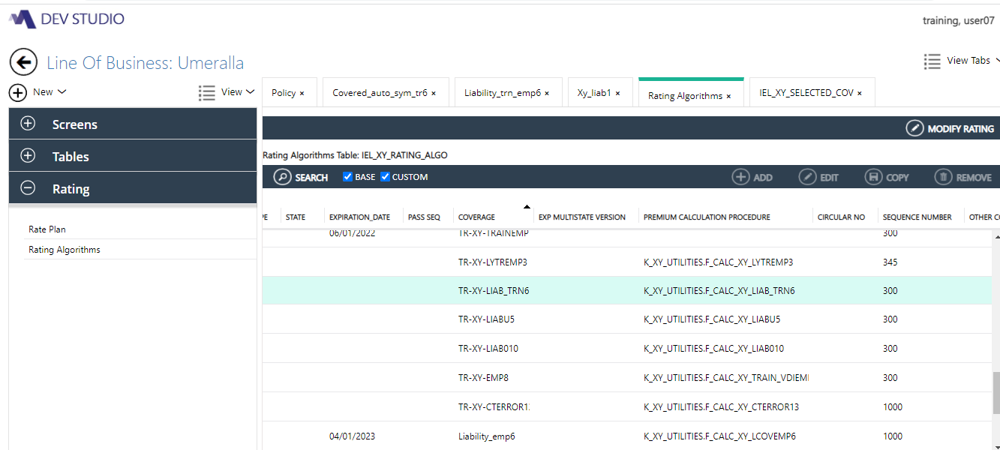 DEV STUDIO
training, user07
Line Of Business: Umeralla
View Tabs
New
View
Policy ×
Covered_auto_sym_tr6 ×
Liability_trn_emp6 ×
Xy_liab1 ×
Rating Algorithms ×
IEL_XY_SELECTED_COV ×
Screens
Tables
Rating
Rate Plan
Rating Algorithms
MODIFY RATING
Rating Algorithms Table: IEL_XY_RATING_ALGO
SEARCH BASE CUSTOM ADD EDIT COPY REMOVE
PE STATE EXPIRATION_DATE PASS SEQ COVERAGE EXP MULTISTATE VERSION PREMIUM CALCULATION PROCEDURE CIRCULAR NO SEQUENCE NUMBER OTHER CO
06/01/2022 TR-XY-TRAINEMP 300
TR-XY-LYTREMP3 K_XY_UTILITIES.F_CALC_XY_LYTREMP3 345
TR-XY-LIAB_TRN6 K_XY_UTILITIES.F_CALC_XY_LIAB_TRN6 300
TR-XY-LIABU5 K_XY_UTILITIES.F_CALC_XY_LIABU5 300
TR-XY-LIAB010 K_XY_UTILITIES.F_CALC_XY_LIAB010 300
TR-XY-EMP8 K_XY_UTILITIES.F_CALC_XY_TRAIN_VDIEMI 300
TR-XY-CTERROR1 K_XY_UTILITIES.F_CALC_XY_CTERROR13 1000
04/01/2023 Liability_emp6 K_XY_UTILITIES.F_CALC_XY_LCOVEMP6 1000